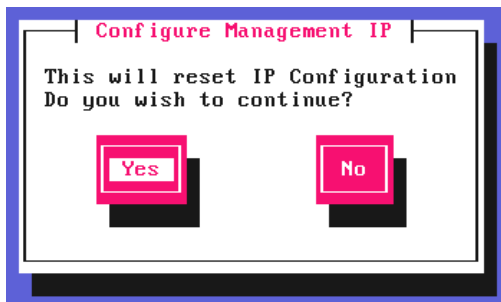 Configure Management IP
This will reset IP Configuration
Do you wish to continue?
Yes
No